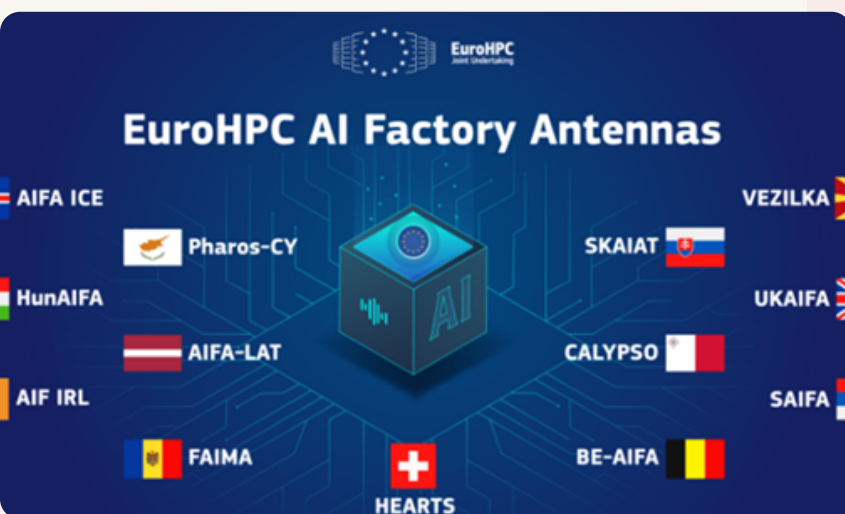 EuroHPC
Joint Undertaking
EuroHPC AI Factory Antennas
AIFA ICE
VEZILKA
Pharos-CY
SKAIAT
HunAIFA
UKAIFA
AIFA-LAT
CALYPSO
AIF IRL
SAIFA
FAIMA
BE-AIFA
HEARTS
AI